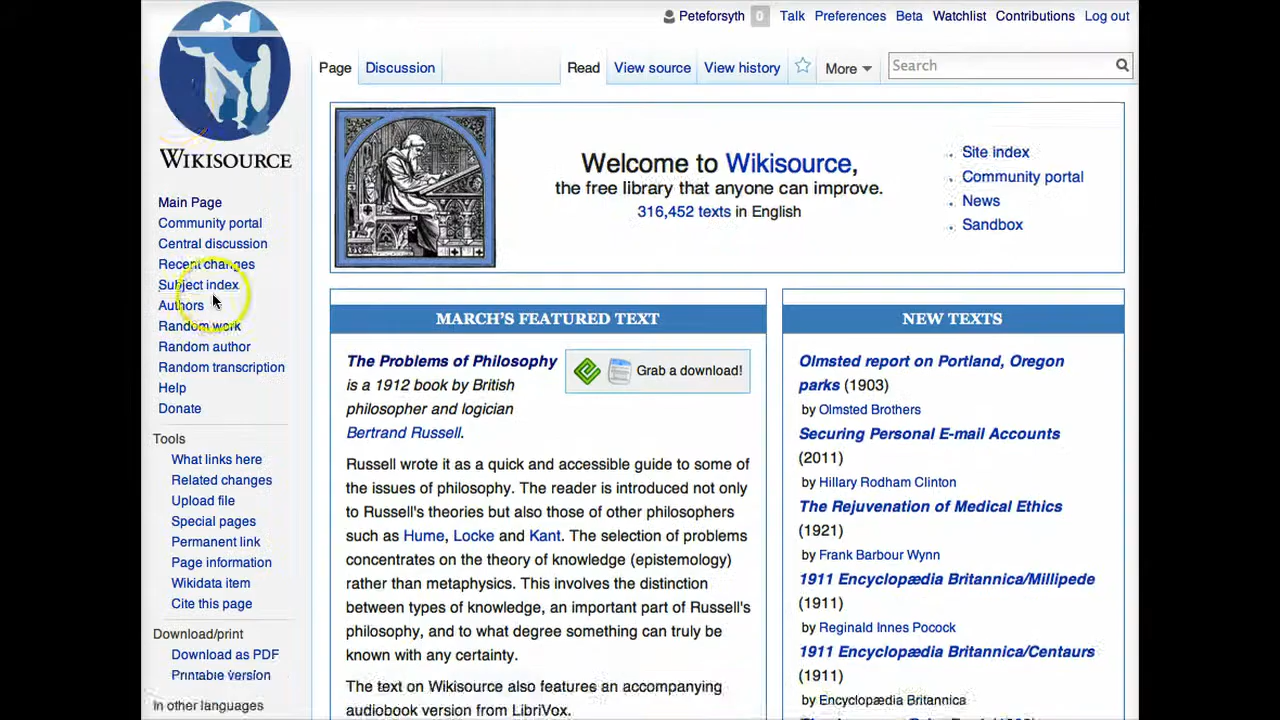 Peteforsyth 0 Talk Preferences Beta Watchlist Contributions Log out
Page Discussion Read View source View history More Search
WIKISOURCE
Main Page
Community portal
Central discussion
Recent changes
Subject index
Authors
Random work
Random author
Random transcription
Help
Donate
Tools
What links here
Related changes
Upload file
Special pages
Permanent link
Page information
Wikidata item
Cite this page
Download/print
Download as PDF
Printable version
In other languages
Welcome to Wikisource,
the free library that anyone can improve.
316,452 texts in English
Site index
Community portal
News
Sandbox
MARCH'S FEATURED TEXT
The Problems of Philosophy
is a 1912 book by British
philosopher and logician
Bertrand Russell.
Grab a download!
Russell wrote it as a quick and accessible guide to some of
the issues of philosophy. The reader is introduced not only
to Russell's theories but also those of other philosophers
such as Hume, Locke and Kant. The selection of problems
concentrates on the theory of knowledge (epistemology)
rather than metaphysics. This involves the distinction
between types of knowledge, an important part of Russell's
philosophy, and to what degree something can truly be
known with any certainty.
The text on Wikisource also features an accompanying
audiobook version from LibriVox.
NEW TEXTS
Olmsted report on Portland, Oregon
parks (1903)
by Olmsted Brothers
Securing Personal E-mail Accounts
(2011)
by Hillary Rodham Clinton
The Rejuvenation of Medical Ethics
(1921)
by Frank Barbour Wynn
1911 Encyclopædia Britannica/Millipede
(1911)
by Reginald Innes Pocock
1911 Encyclopædia Britannica/Centaurs
(1911)
by Encyclopædia Britannica